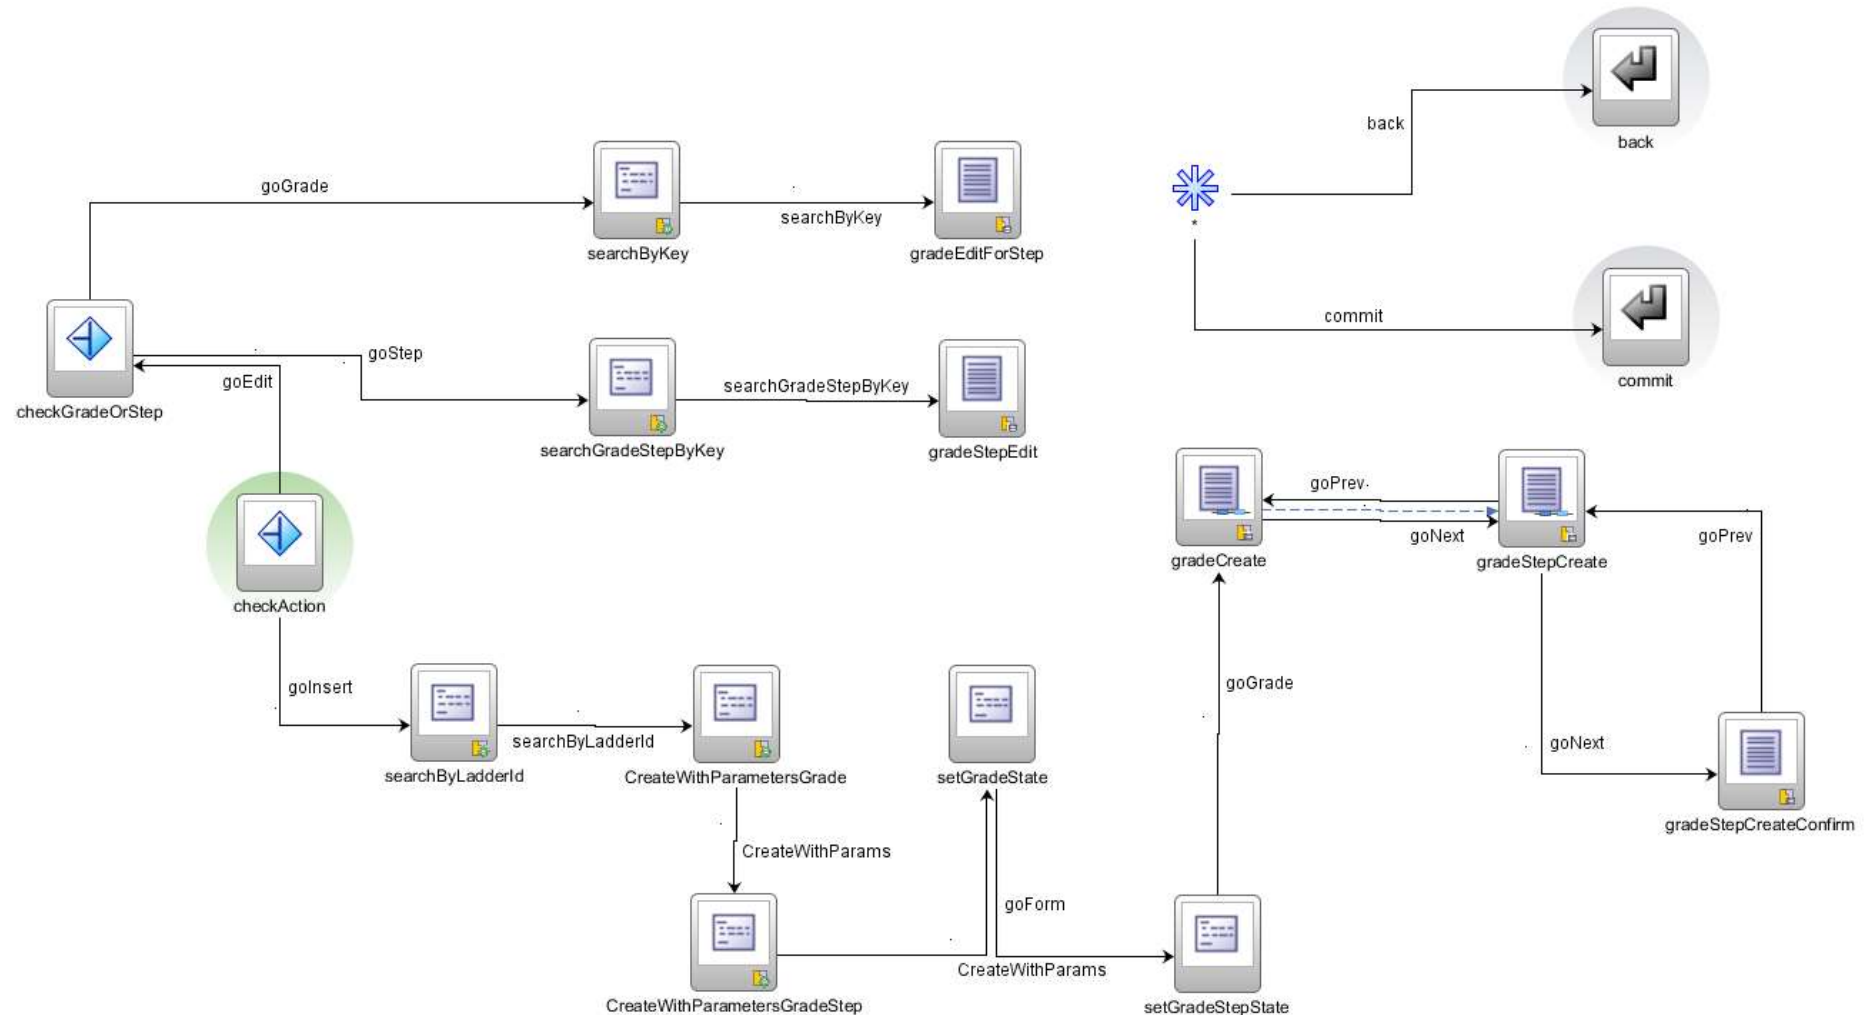 back
back
*
goGrade
searchByKey
searchByKey
gradeEditForStep
commit
commit
goStep
goEdit
checkGradeOrStep
searchGradeStepByKey
searchGradeStepByKey
gradeStepEdit
goPrev
goNext
goPrev
gradeCreate
gradeStepCreate
checkAction
goInsert
searchByLadderId
searchByLadderId
CreateWithParametersGrade
setGradeState
goGrade
goNext
gradeStepCreateConfirm
CreateWithParams
goForm
CreateWithParams
CreateWithParametersGradeStep
setGradeStepState